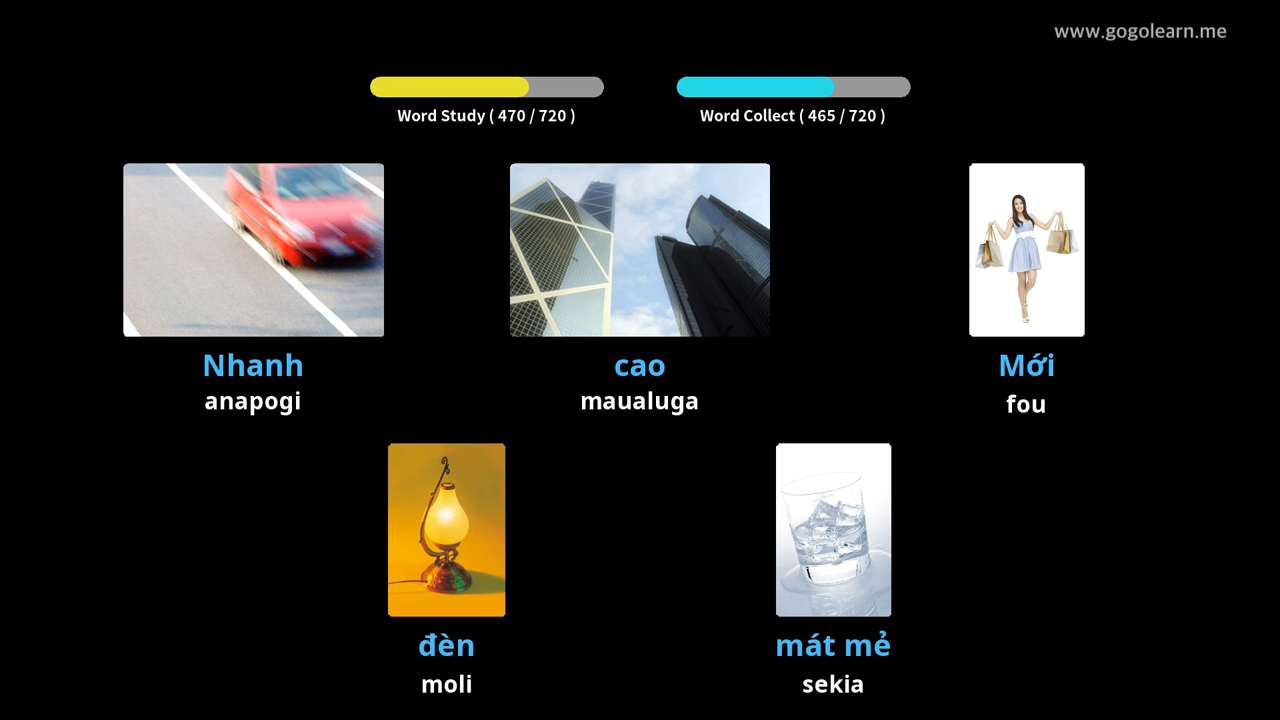 www.gogolearn.me
Word Study ( 470 / 720 )
Word Collect ( 465 / 720 )
Nhanh
anapogi
cao
maualuga
Mới
fou
đèn
moli
mát mẻ
sekia